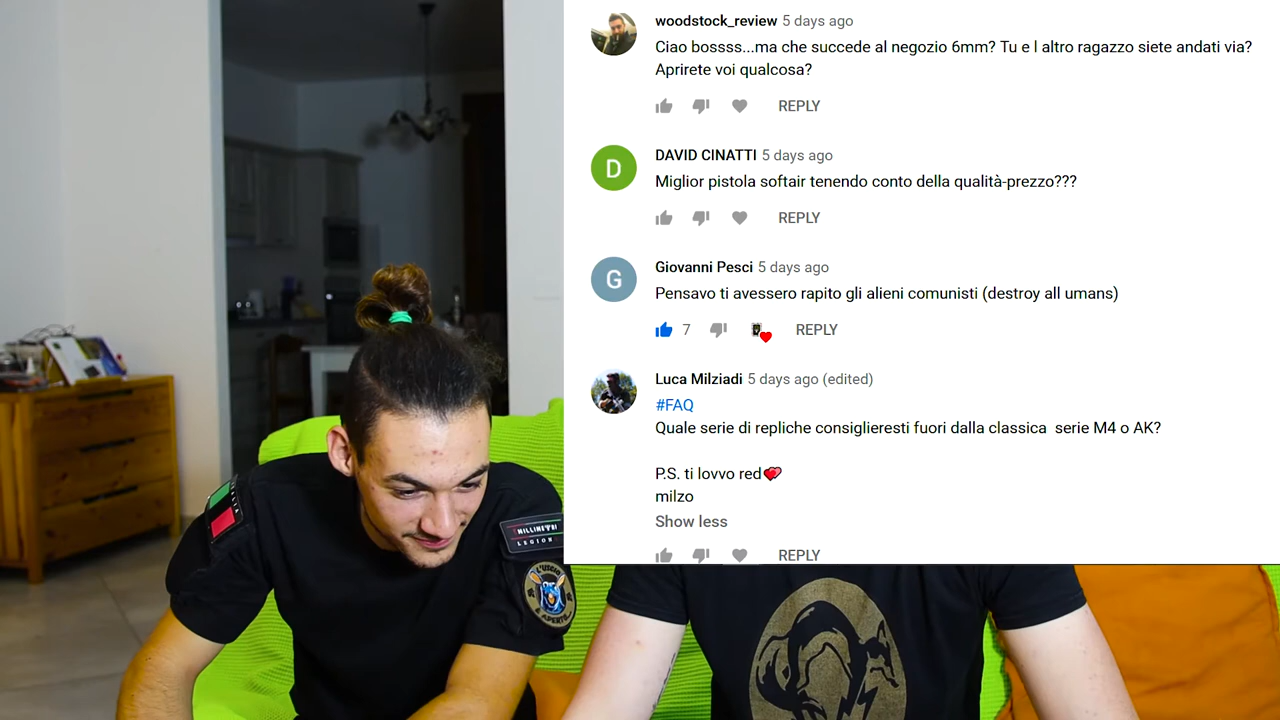 woodstock_review 5 days ago
Ciao bossss...ma che succede al negozio 6mm? Tu e l altro ragazzo siete andati via?
Aprirete voi qualcosa?
REPLY
D
DAVID CINATTI 5 days ago
Miglior pistola softair tenendo conto della qualità-prezzo???
REPLY
G
Giovanni Pesci 5 days ago
Pensavo ti avessero rapito gli alieni comunisti (destroy all umans)
7 REPLY
Luca Milziadi 5 days ago (edited)
#FAQ
Quale serie di repliche consiglieresti fuori dalla classica serie M4 o AK?
P.S. ti lovvo red💞
milzo
Show less
REPLY
L'USCIO
È APERTO